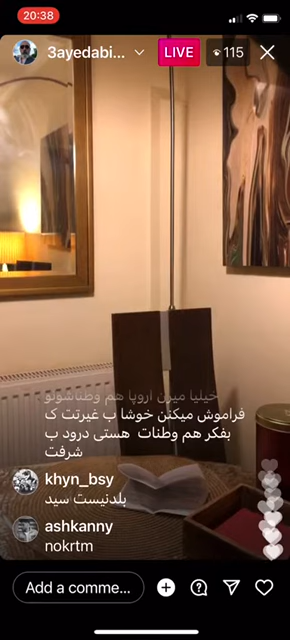 20:38
3ayedabi...
LIVE
115
خیلیا میرن اروپا هم وطناشونو
فراموش میکنن خوشا ب غیرتت ک
بفکر هم وطنات هستی درود ب
شرفت
khyn_bsy
بلدنیست سید
ashkanny
nokrtm
Add a comme...